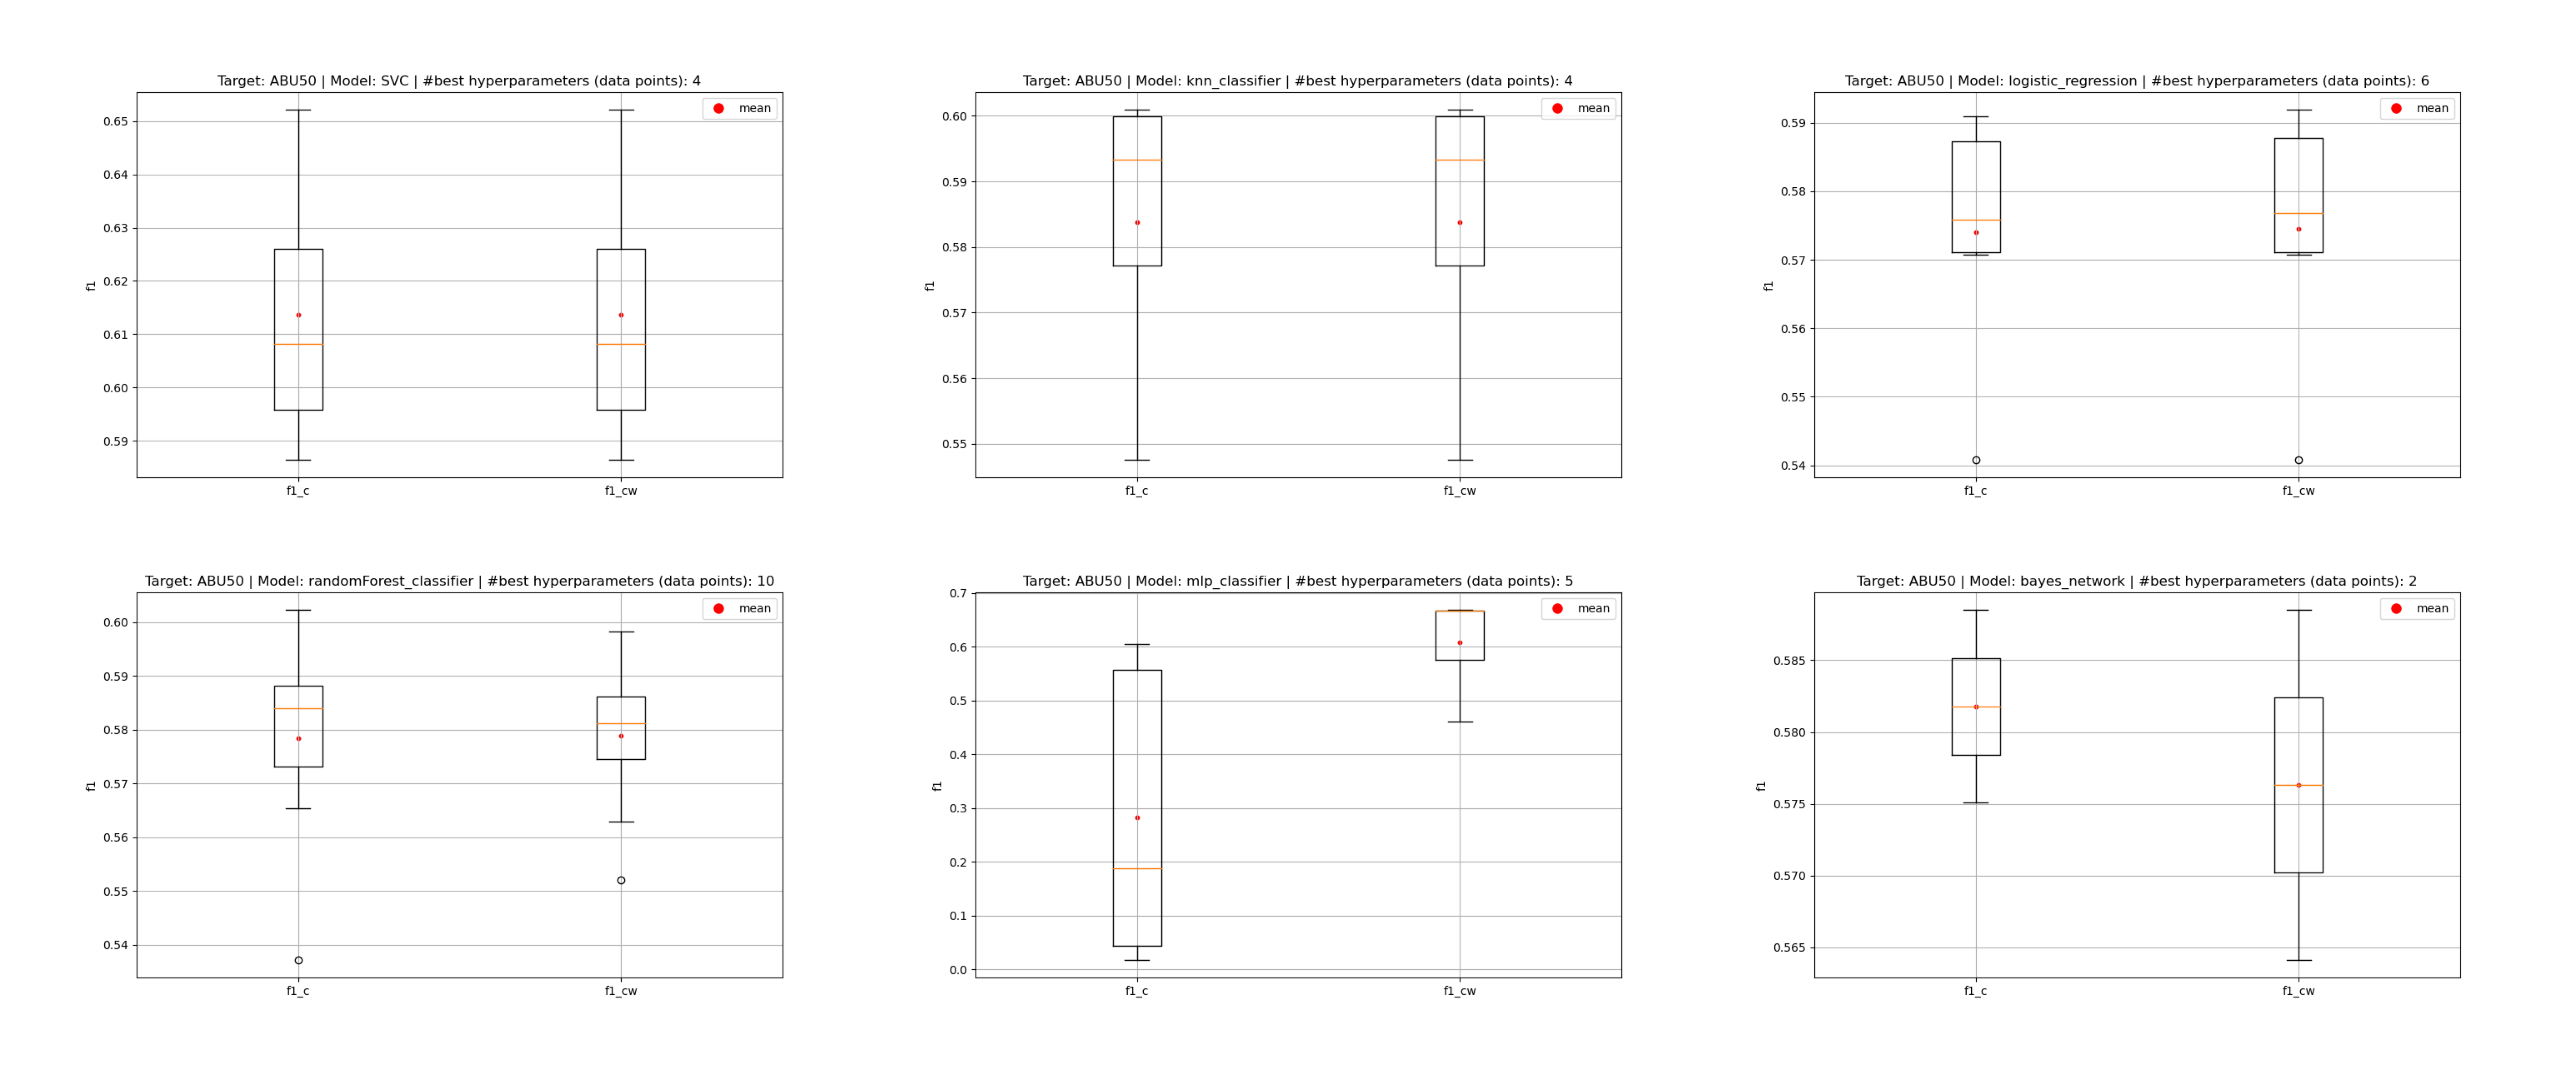 Target: ABU50 | Model: SVC | #best hyperparameters (data points): 4
mean
0.65
0.64
0.63
0.62
0.61
0.60
0.59
f1
f1_c
f1_cw
Target: ABU50 | Model: knn_classifier | #best hyperparameters (data points): 4
mean
0.60
0.59
0.58
0.57
0.56
0.55
f1
f1_c
f1_cw
Target: ABU50 | Model: logistic_regression | #best hyperparameters (data points): 6
mean
0.59
0.58
0.57
0.56
0.55
0.54
f1
f1_c
f1_cw
Target: ABU50 | Model: randomForest_classifier | #best hyperparameters (data points): 10
mean
0.60
0.59
0.58
0.57
0.56
0.55
0.54
f1
f1_c
f1_cw
Target: ABU50 | Model: mlp_classifier | #best hyperparameters (data points): 5
mean
0.7
0.6
0.5
0.4
0.3
0.2
0.1
0.0
f1
f1_c
f1_cw
Target: ABU50 | Model: bayes_network | #best hyperparameters (data points): 2
mean
0.585
0.580
0.575
0.570
0.565
f1
f1_c
f1_cw